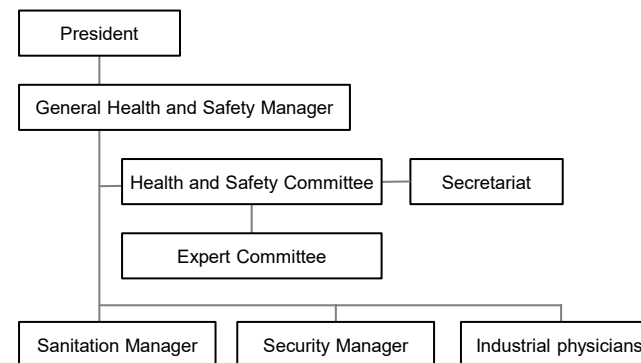 President
General Health and Safety Manager
Health and Safety Committee
Secretariat
Expert Committee
Sanitation Manager
Security Manager
Industrial physicians